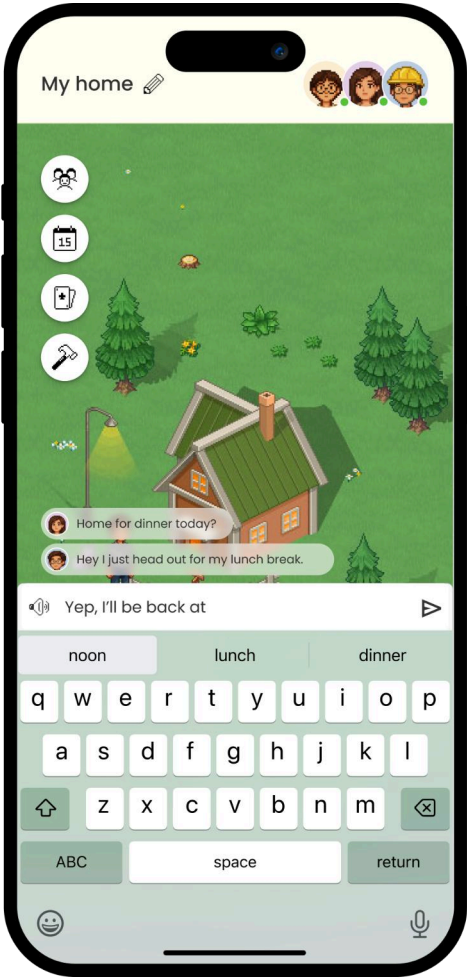 My home
15
Home for dinner today?
Hey I just head out for my lunch break.
Yep, I'll be back at
noon lunch dinner
q w e r t y u i o p
a s d f g h j k l
z x c v b n m
ABC space return